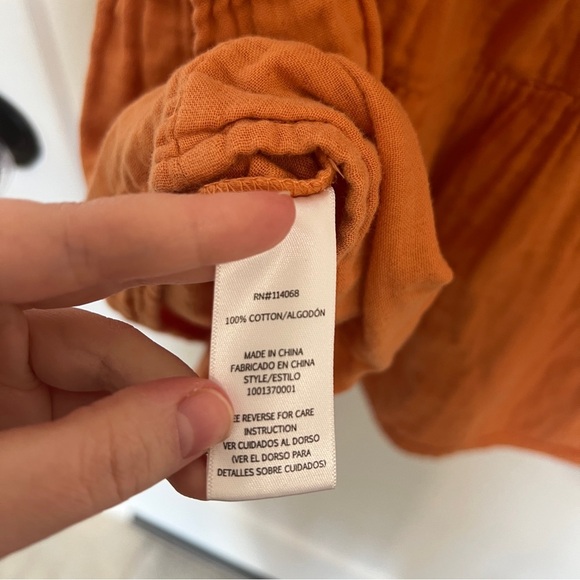 RN#114068
100% COTTON/ALGODÓN
MADE IN CHINA
FABRICADO EN CHINA
STYLE/ESTILO
1001370001
EE REVERSE FOR CARE
INSTRUCTION
VER CUIDADOS AL DORSO
(VER EL DORSO PARA
DETALLES SOBRE CUIDADOS)